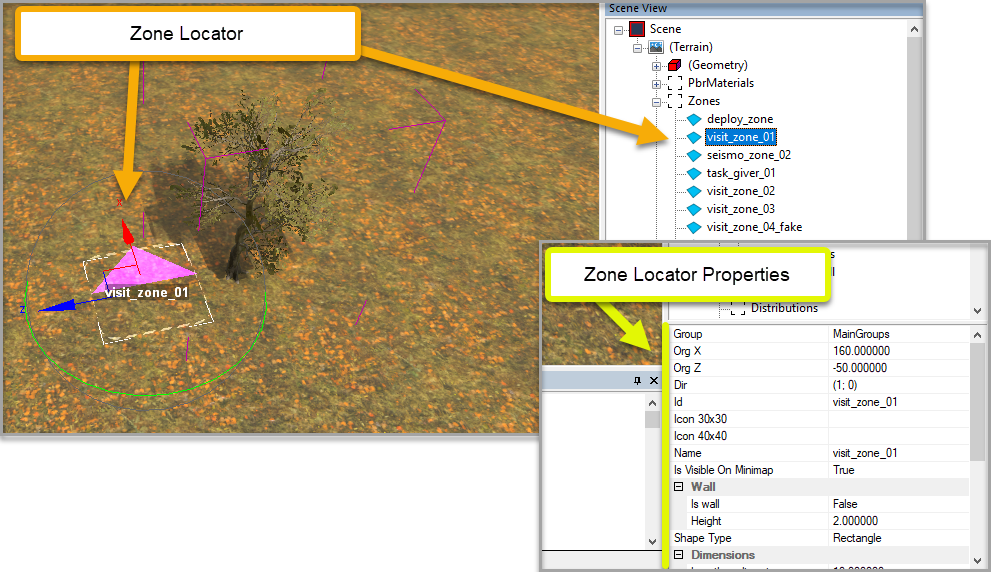 Scene View
Zone Locator
Scene
(Terrain)
(Geometry)
PbrMaterials
Zones
deploy_zone
visit_zone_01
seismo_zone_02
task_giver_01
visit_zone_02
visit_zone_03
visit_zone_04_fake
x
z
visit_zone_01
Zone Locator Properties
Distributions
Group MainGroups
Org X 160.000000
Org Z -50.000000
Dir (1; 0)
Id visit_zone_01
Icon 30x30
Icon 40x40
Name visit_zone_01
Is Visible On Minimap True
Wall
Is wall False
Height 2.000000
Shape Type Rectangle
Dimensions